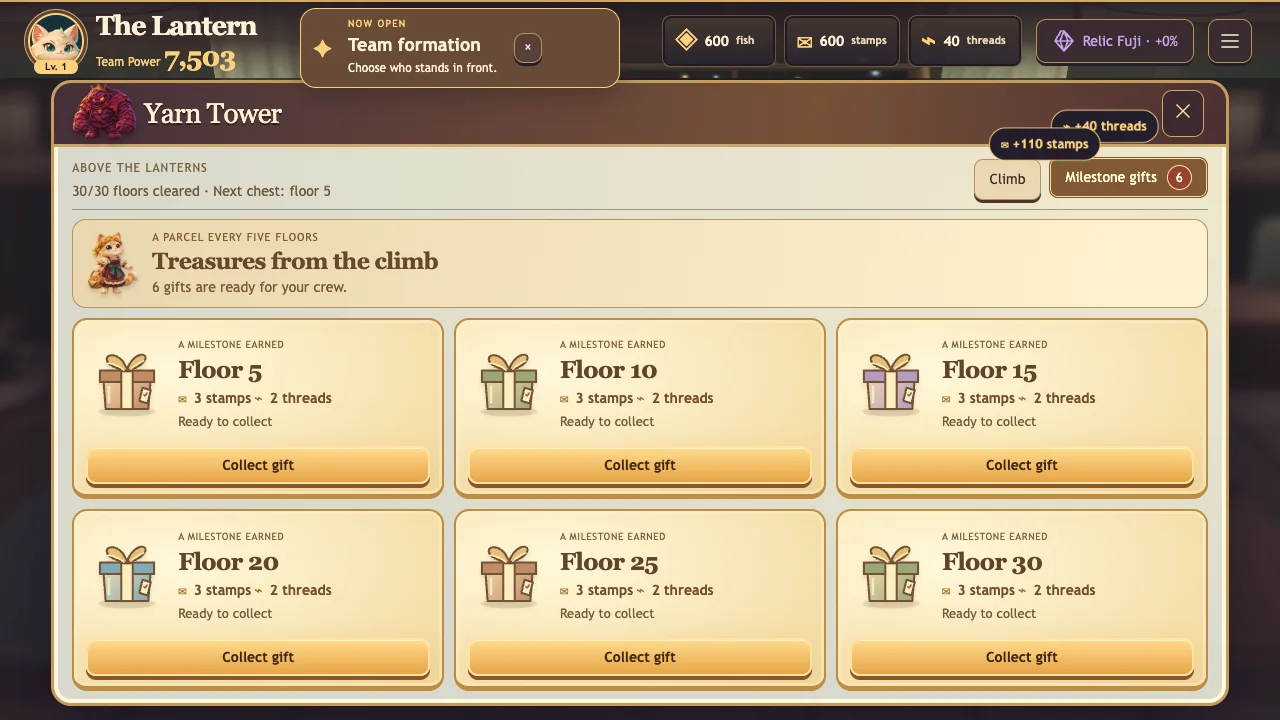 The Lantern
Lv. 1
Team Power 7,503
NOW OPEN
Team formation
Choose who stands in front.
×
600 fish
600 stamps
40 threads
Relic Fuji · +0%
Yarn Tower
+40 threads
+110 stamps
ABOVE THE LANTERNS
30/30 floors cleared · Next chest: floor 5
Climb
Milestone gifts 6
A PARCEL EVERY FIVE FLOORS
Treasures from the climb
6 gifts are ready for your crew.
A MILESTONE EARNED
Floor 5
3 stamps 2 threads
Ready to collect
Collect gift
A MILESTONE EARNED
Floor 10
3 stamps 2 threads
Ready to collect
Collect gift
A MILESTONE EARNED
Floor 15
3 stamps 2 threads
Ready to collect
Collect gift
A MILESTONE EARNED
Floor 20
3 stamps 2 threads
Ready to collect
Collect gift
A MILESTONE EARNED
Floor 25
3 stamps 2 threads
Ready to collect
Collect gift
A MILESTONE EARNED
Floor 30
3 stamps 2 threads
Ready to collect
Collect gift